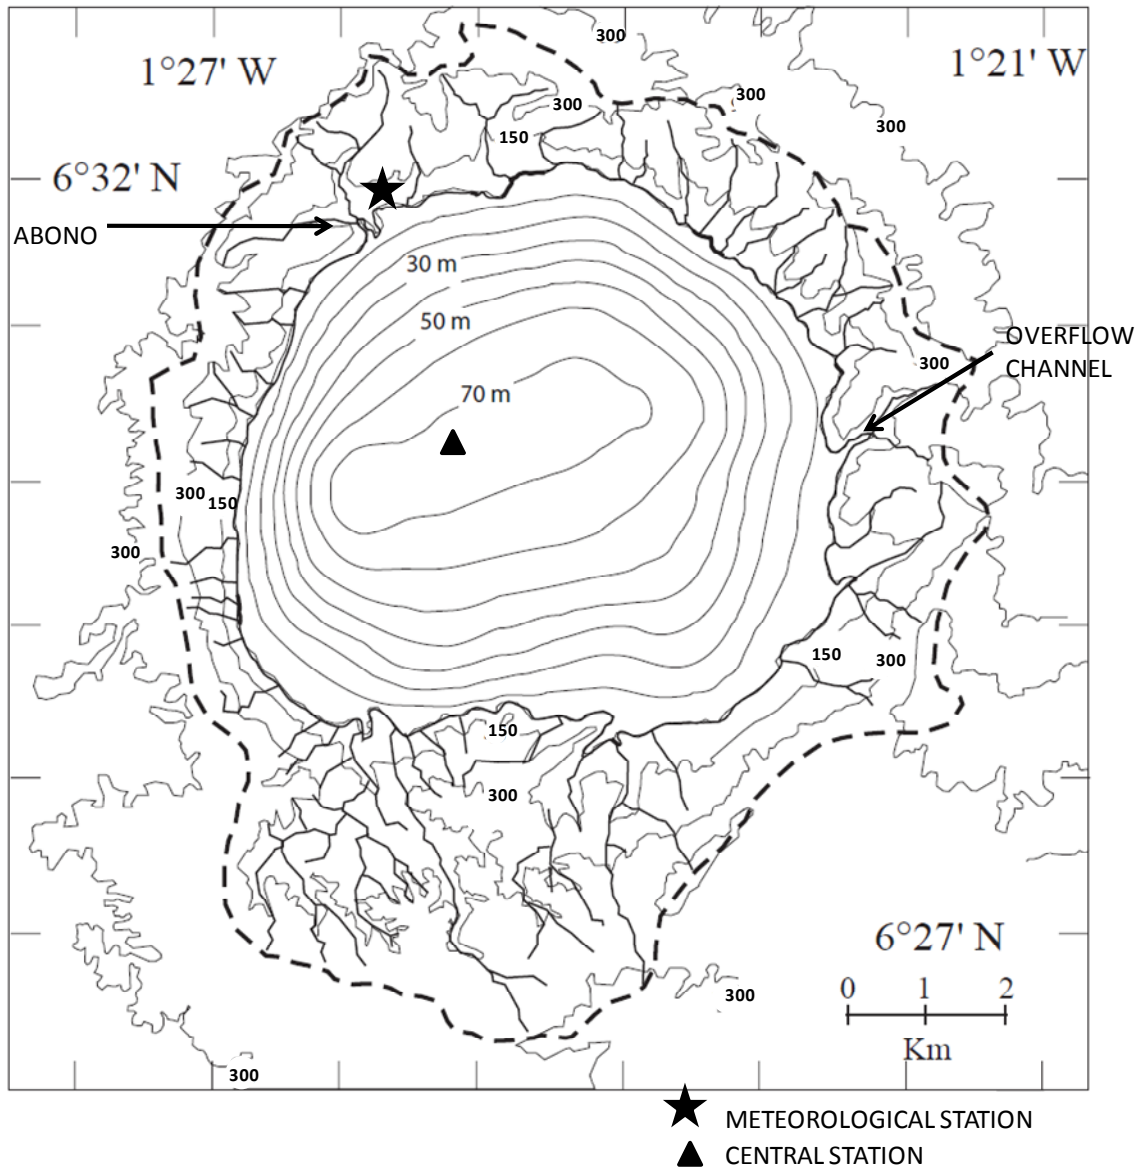 300
1°27' W
1°21' W
300
300
300
150
6°32' N
ABONO
30 m
50 m
OVERFLOW
CHANNEL
300
70 m
300
150
300
150
300
150
300
6°27' N
300
0 1 2
Km
300
METEOROLOGICAL STATION
CENTRAL STATION